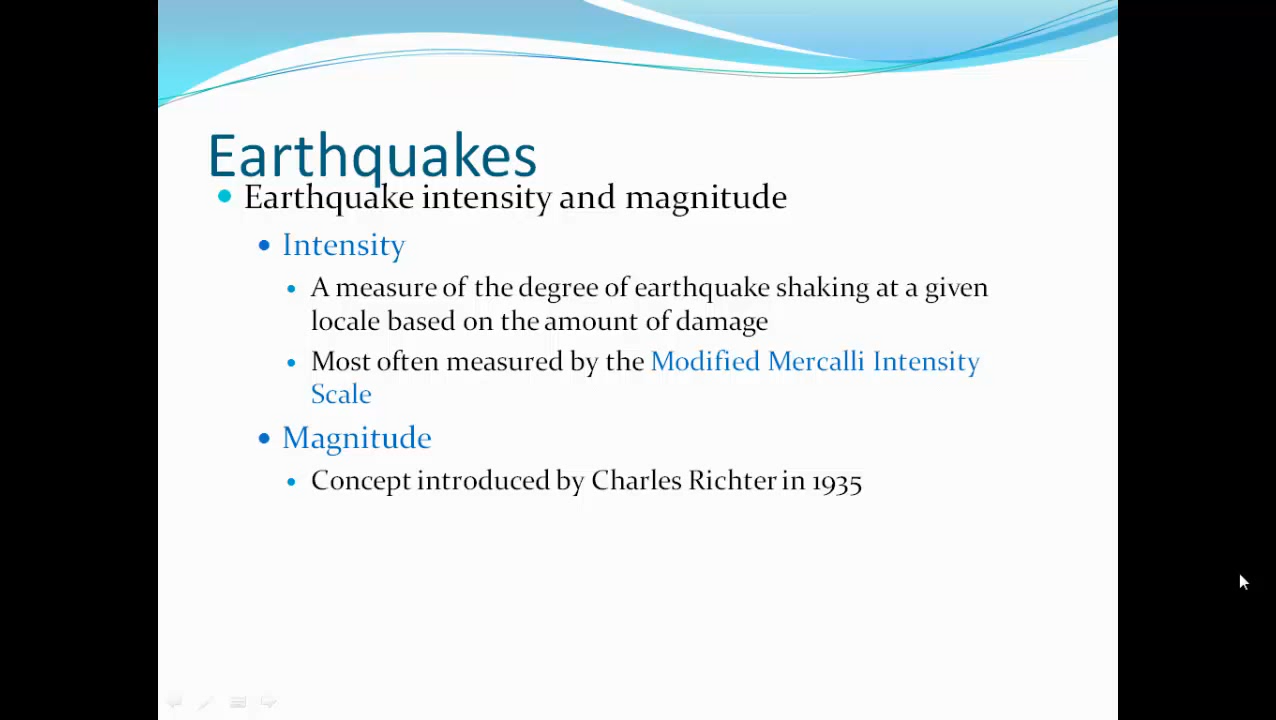 Earthquakes
Earthquake intensity and magnitude
Intensity
A measure of the degree of earthquake shaking at a given
locale based on the amount of damage
Most often measured by the Modified Mercalli Intensity
Scale
Magnitude
Concept introduced by Charles Richter in 1935